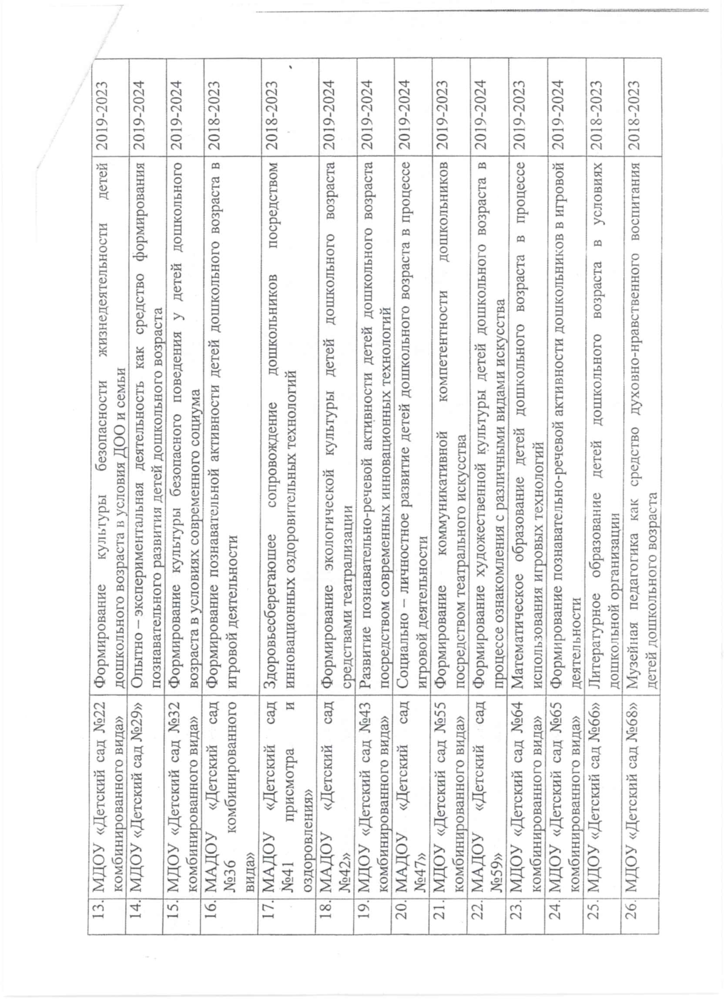 13. МДОУ «Детский сад №22 Формирование культуры безопасности жизнедеятельности детей 2019-2023
комбинированного вида» дошкольного возраста в условия ДОО и семьи
14. МДОУ «Детский сад №29» Опытно – экспериментальная деятельность как средство формирования 2019-2024
познавательного развития детей дошкольного возраста
15. МДОУ «Детский сад №32 Формирование культуры безопасного поведения у детей дошкольного 2019-2024
комбинированного вида» возраста в условиях современного социума
16. МАДОУ «Детский сад Формирование познавательной активности детей дошкольного возраста в 2018-2023
№36 комбинированного игровой деятельности
вида»
17. МАДОУ «Детский сад Здоровьесберегаюшее сопровождение дошкольников посредством 2018-2023
№41 присмотра и инновационных оздоровительных технологий
оздоровления»
18. МАДОУ «Детский сад Формирование экологической культуры детей дошкольного возраста 2019-2024
№42» средствами театрализации
19. МДОУ «Детский сад №43 Развитие познавательно-речевой активности детей дошкольного возраста 2019-2024
комбинированного вида» посредством современных инновационных технологий
20. МАДОУ «Детский сад Социально – личностное развитие детей дошкольного возраста в процессе 2019-2024
№47» игровой деятельности
21. МДОУ «Детский сад №55 Формирование коммуникативной компетентности дошкольников 2019-2023
комбинированного вида» посредством театрального искусства
22. МАДОУ «Детский сад Формирование художественной культуры детей дошкольного возраста в 2019-2024
№59» процессе ознакомления с различными видами искусства
23. МДОУ «Детский сад №64 Математическое образование детей дошкольного возраста в процессе 2019-2023
комбинированного вида» использования игровых технологий
24. МДОУ «Детский сад №65 Формирование познавательно-речевой активности дошкольников в игровой 2019-2024
комбинированного вида» деятельности
25. МДОУ «Детский сад №66» Литературное образование детей дошкольного возраста в условиях 2018-2023
дошкольной организации
26. МДОУ «Детский сад №68» Музейная педагогика как средство духовно-нравственного воспитания 2018-2023
детей дошкольного возраста